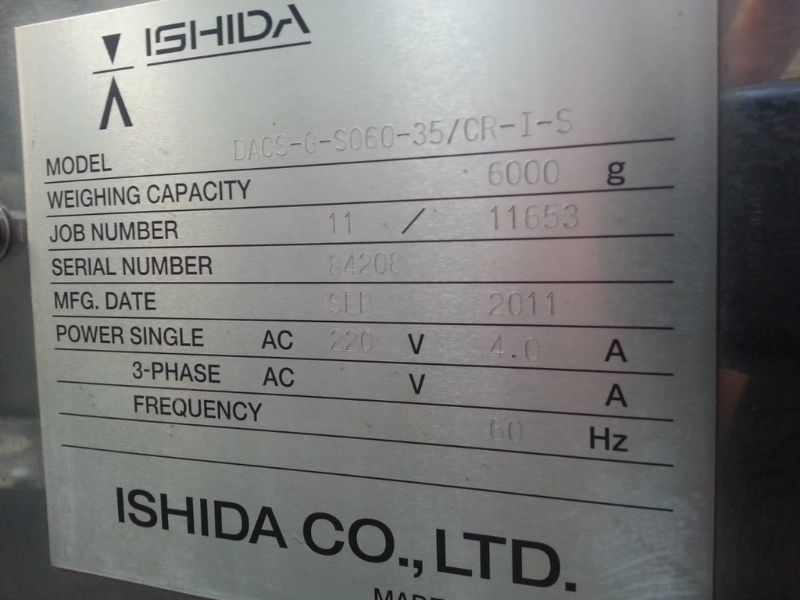 ISHIDA
MODEL DACS-G-S060-35/CR-I-S
WEIGHING CAPACITY 6000 g
JOB NUMBER 11 / 11653
SERIAL NUMBER 84208
MFG. DATE SEP 2011
POWER SINGLE AC 220 V 4.0 A
3-PHASE AC V A
FREQUENCY 60 Hz
ISHIDA CO., LTD.
MADE